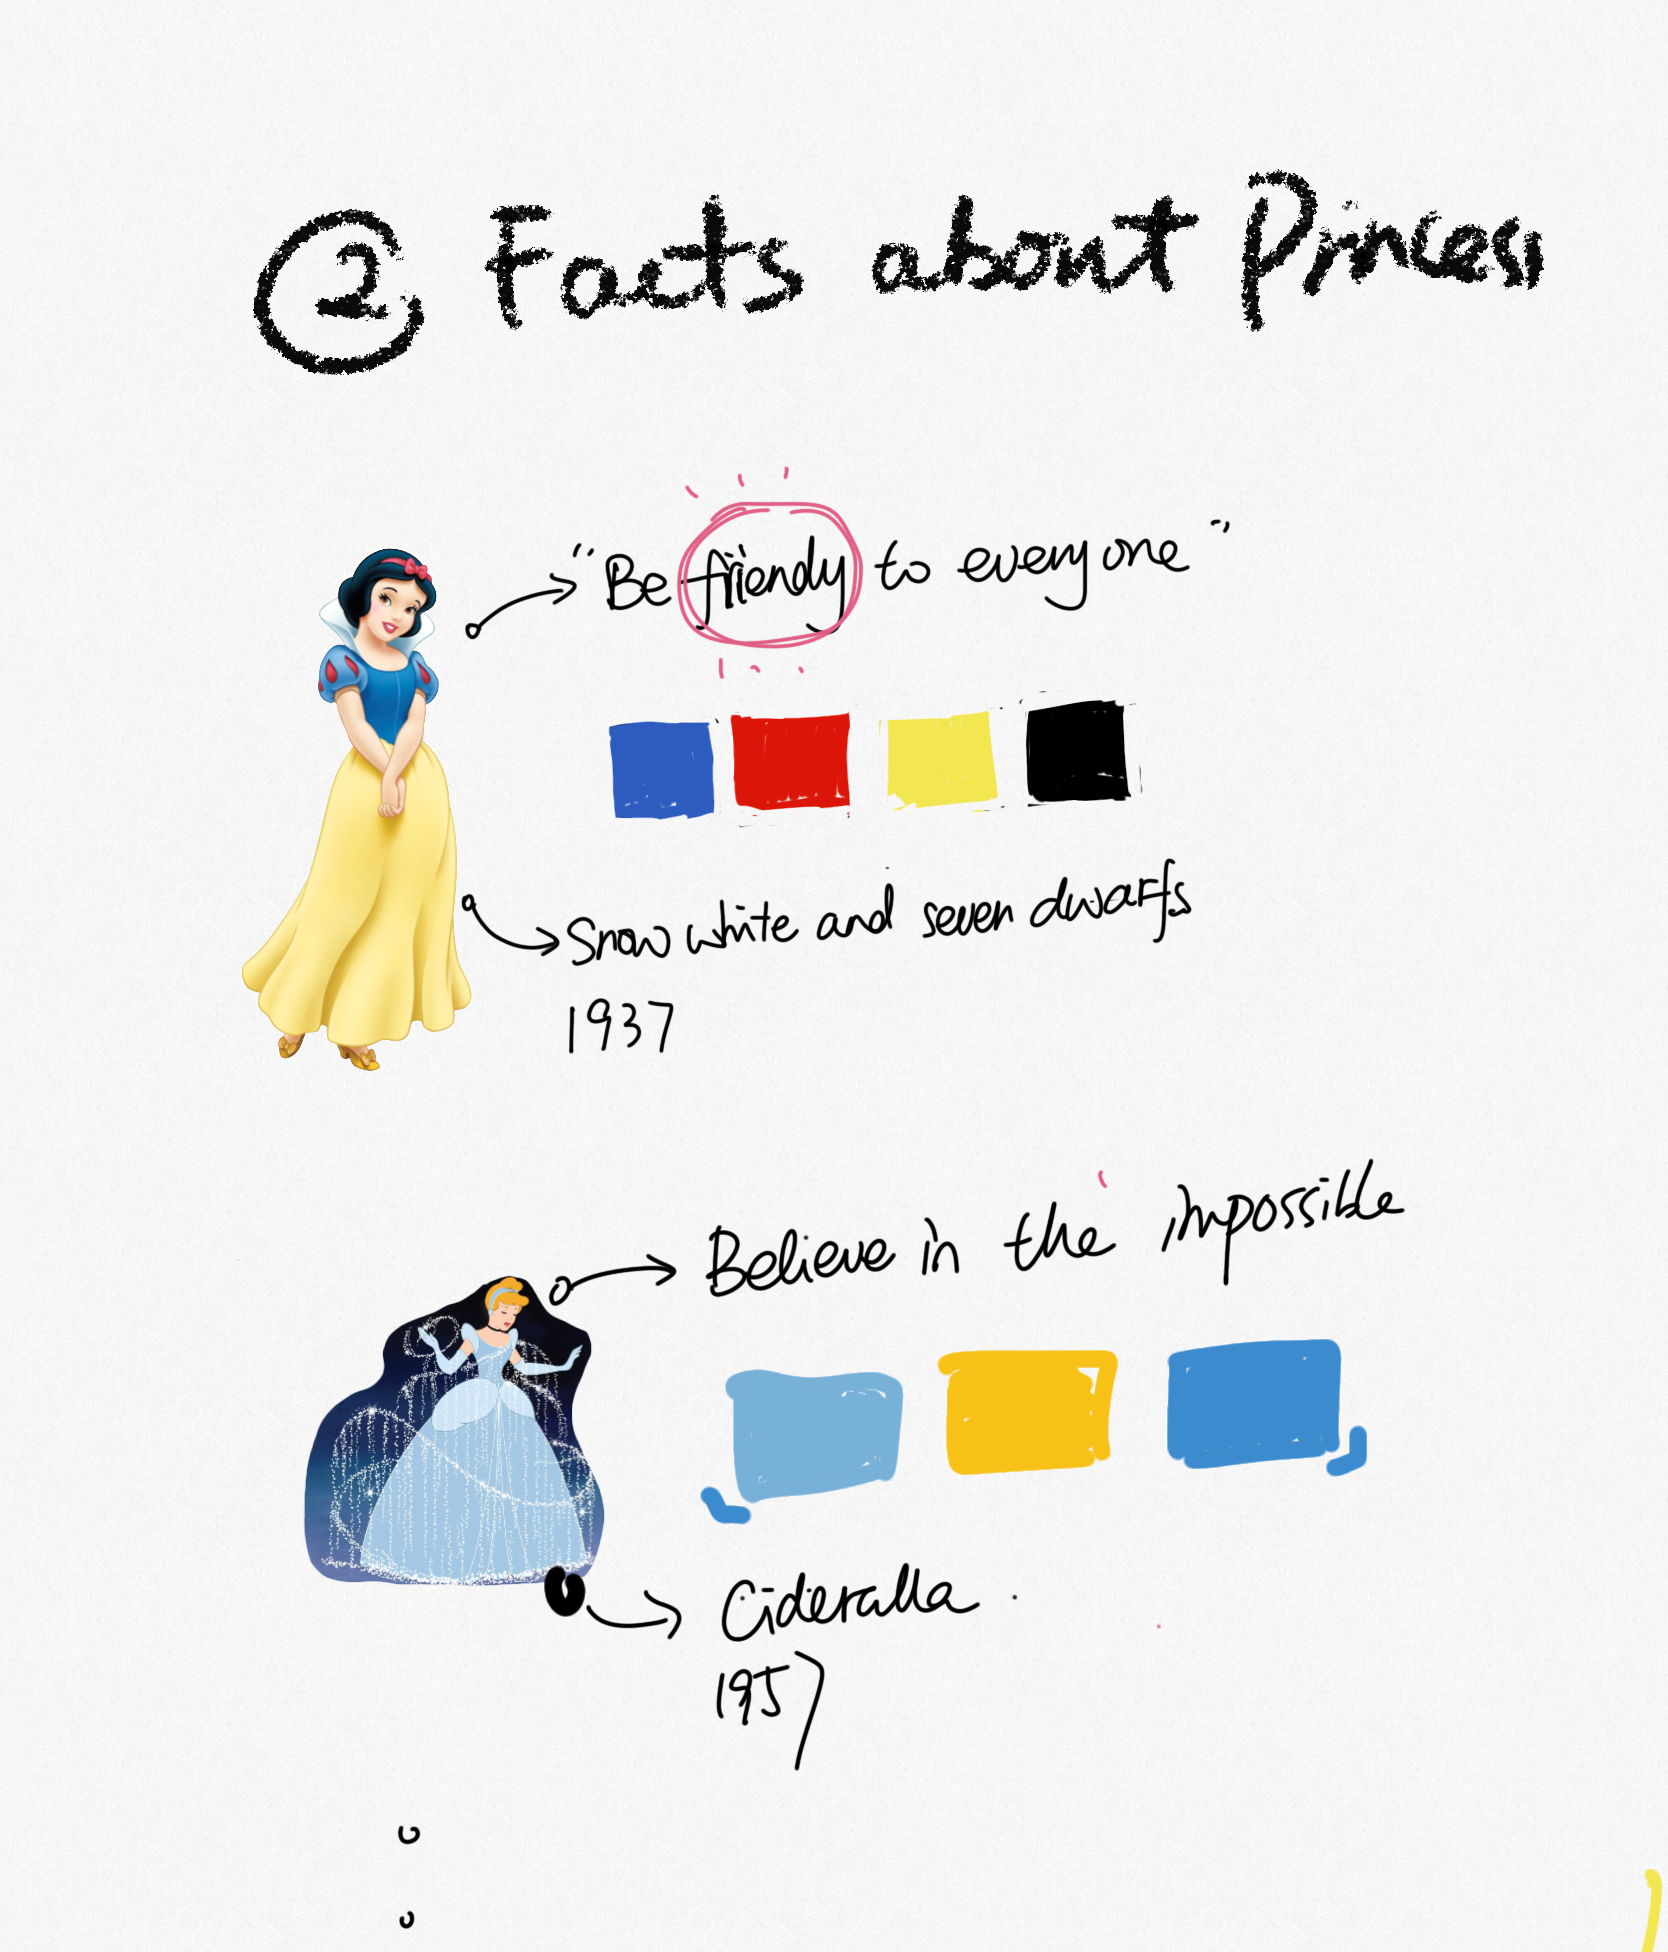 ② Facts about Princess
"Be friendy to everyone"
Snow white and seven dwarfs
1937
Believe in the impossible
Cideralla
1957